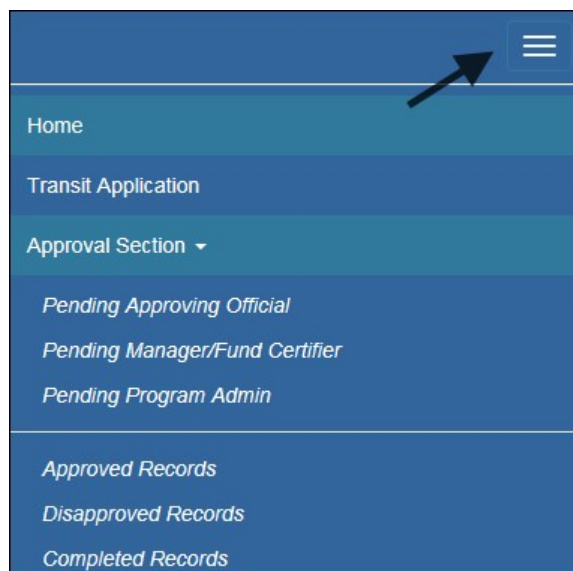 Home
Transit Application
Approval Section
Pending Approving Official
Pending Manager/Fund Certifier
Pending Program Admin
Approved Records
Disapproved Records
Completed Records